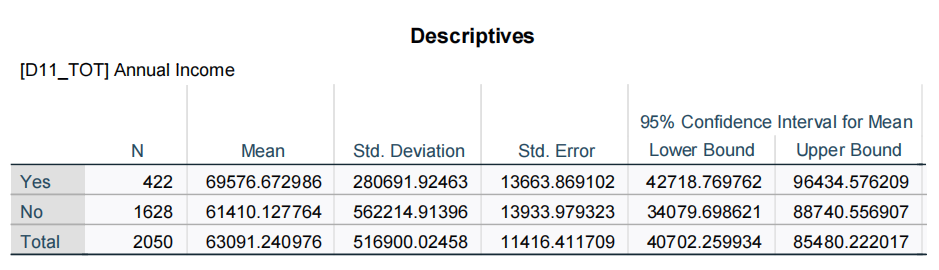 Descriptives
[D11_TOT] Annual Income
95% Confidence Interval for Mean
N Mean Std. Deviation Std. Error Lower Bound Upper Bound
Yes 422 69576.672986 280691.92463 13663.869102 42718.769762 96434.576209
No 1628 61410.127764 562214.91396 13933.979323 34079.698621 88740.556907
Total 2050 63091.240976 516900.02458 11416.411709 40702.259934 85480.222017